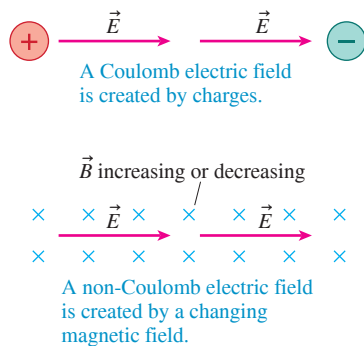 E⃗ E⃗
+ −
A Coulomb electric field
is created by charges.
B⃗ increasing or decreasing
× × × × × × ×
E⃗ E⃗
× × × × × × ×
A non-Coulomb electric field
is created by a changing
magnetic field.